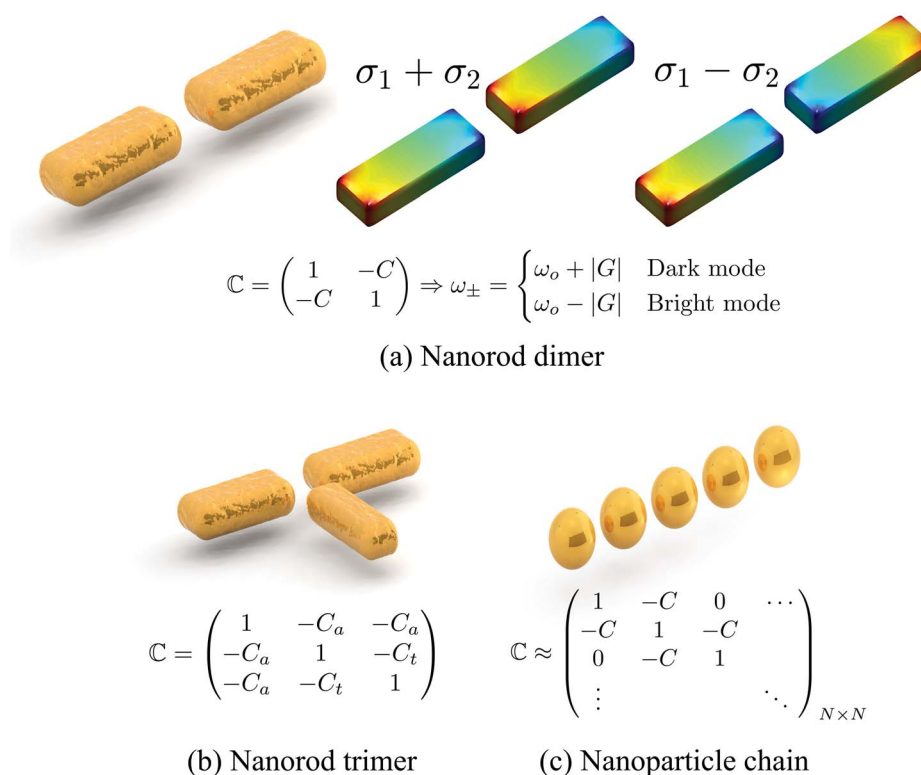 σ₁ + σ₂
σ₁ − σ₂
ℂ = ( 1 −C ; −C 1 ) ⇒ ω± = { ωₒ + |G| Dark mode ; ωₒ − |G| Bright mode
(a) Nanorod dimer
ℂ = ( 1 −Cₐ −Cₐ ; −Cₐ 1 −Cₜ ; −Cₐ −Cₜ 1 )
ℂ ≈ ( 1 −C 0 ⋯ ; −C 1 −C ; 0 −C 1 ; ⋮ ⋱ ) N×N
(b) Nanorod trimer
(c) Nanoparticle chain